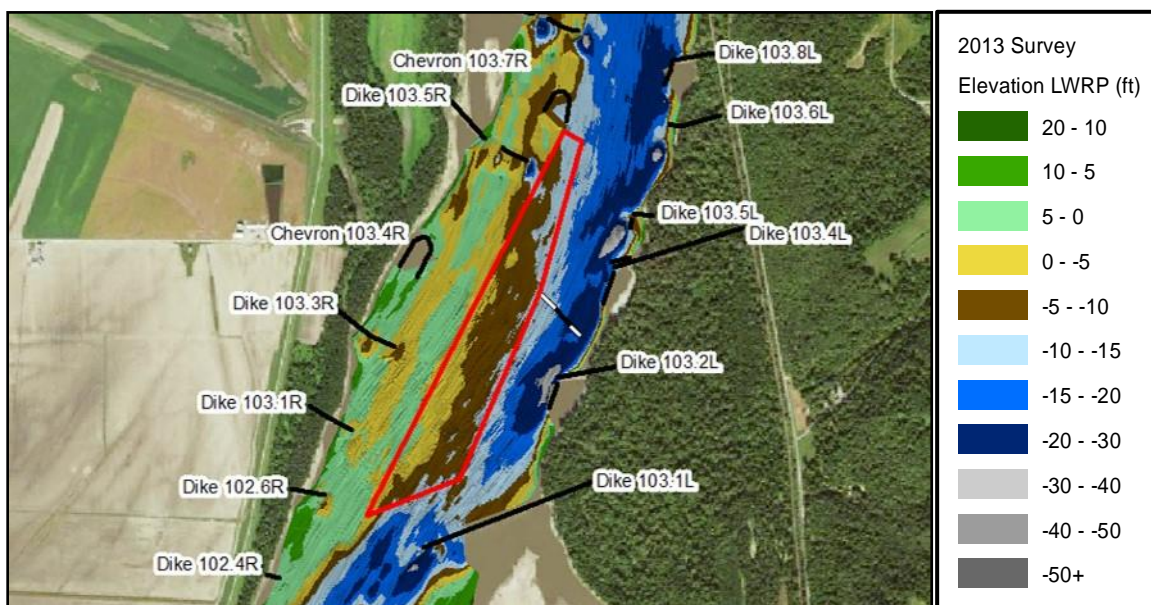 Chevron 103.7R
Dike 103.8L
Dike 103.5R
Dike 103.6L
Dike 103.5L
Chevron 103.4R
Dike 103.4L
Dike 103.3R
Dike 103.2L
Dike 103.1R
Dike 103.1L
Dike 102.6R
Dike 102.4R
2013 Survey
Elevation LWRP (ft)
20 - 10
10 - 5
5 - 0
0 - -5
-5 - -10
-10 - -15
-15 - -20
-20 - -30
-30 - -40
-40 - -50
-50+